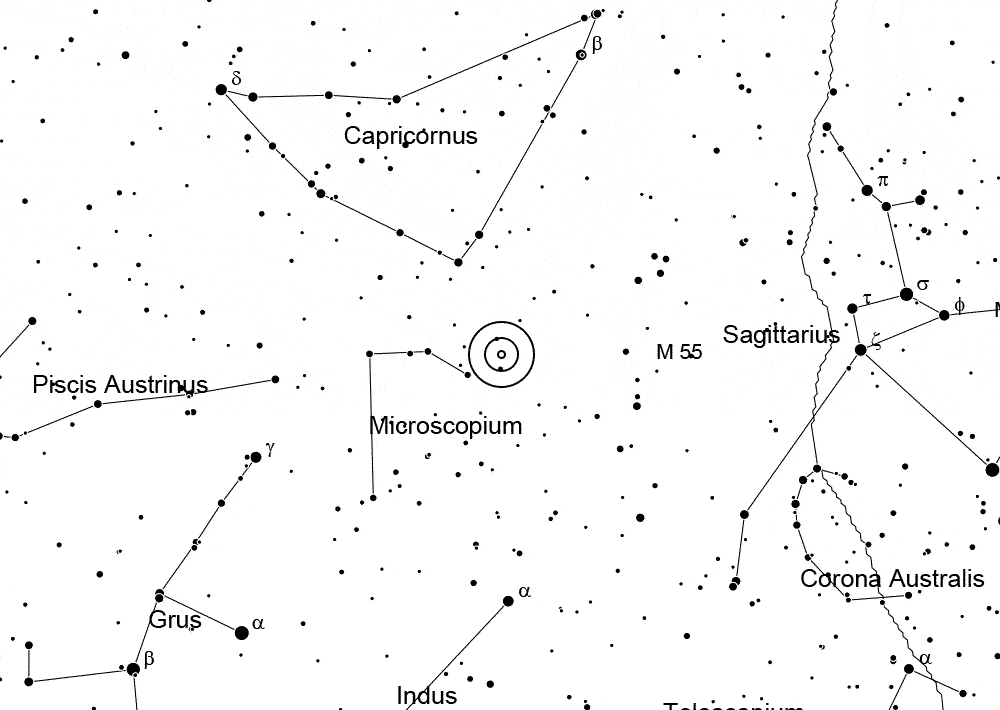 β
δ
Capricornus
π
σ
τ
ϕ
Sagittarius
ζ
M 55
Piscis Austrinus
Microscopium
γ
Corona Australis
α
Grus
α
β
α
Indus